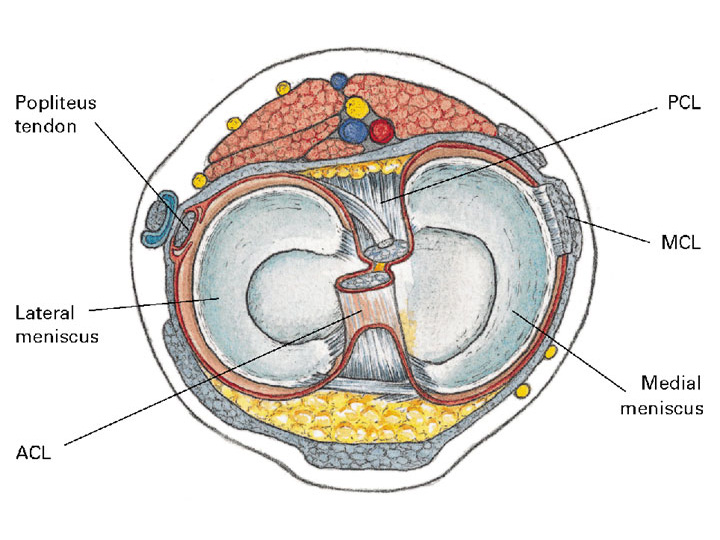 Popliteus
tendon
PCL
MCL
Lateral
meniscus
Medial
meniscus
ACL